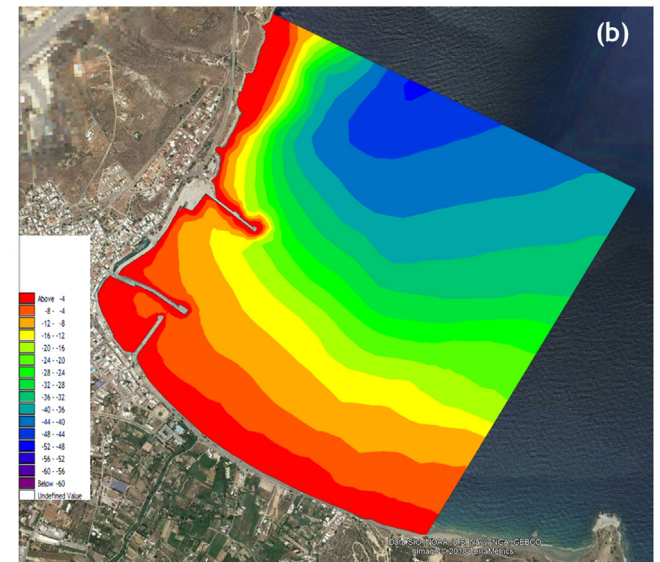 (b)
Above -4
-8 - -4
-12 - -8
-16 - -12
-20 - -16
-24 - -20
-28 - -24
-32 - -28
-36 - -32
-40 - -36
-44 - -40
-48 - -44
-52 - -48
-56 - -52
-60 - -56
Below -60
Undefined Value
Data SIO, NOAA, U.S. Navy, NGA, GEBCO
Image © 2018 TerraMetrics